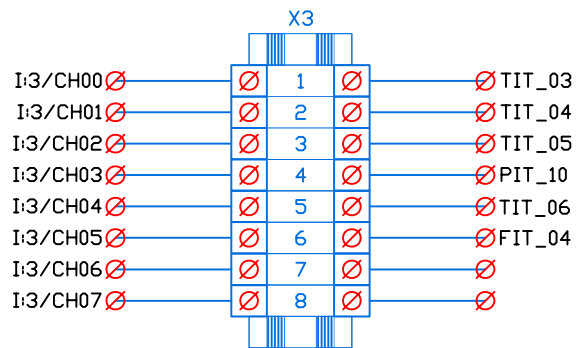 X3
I:3/CH00 1 TIT_03
I:3/CH01 2 TIT_04
I:3/CH02 3 TIT_05
I:3/CH03 4 PIT_10
I:3/CH04 5 TIT_06
I:3/CH05 6 FIT_04
I:3/CH06 7
I:3/CH07 8